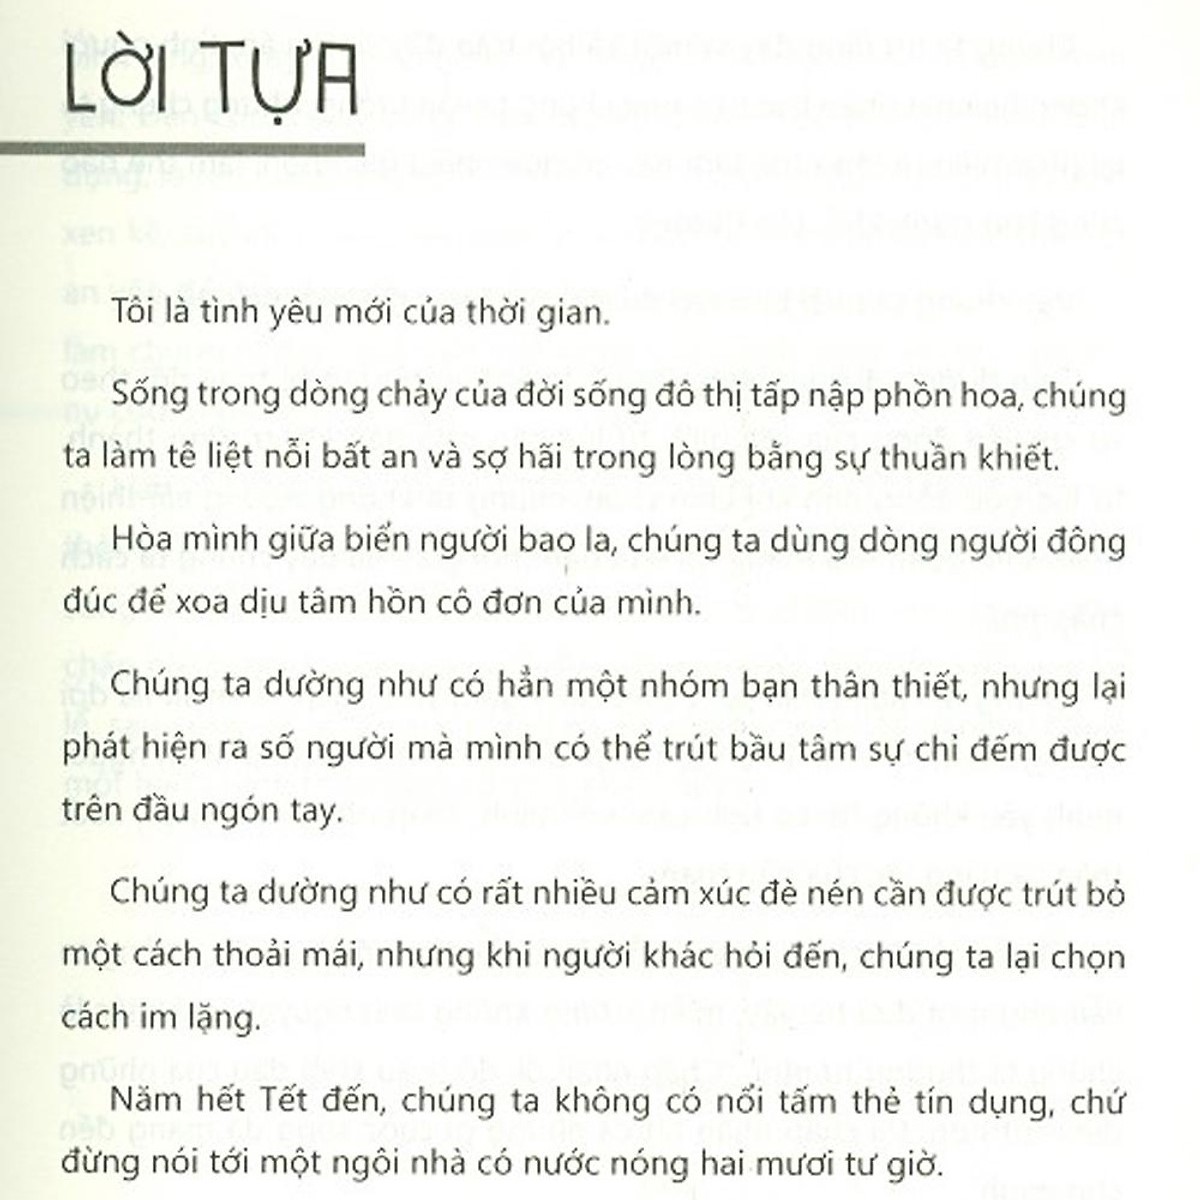 LỜI TỰA
Tôi là tình yêu mới của thời gian.
Sống trong dòng chảy của đời sống đô thị tấp nập phồn hoa, chúng
ta làm tê liệt nỗi bất an và sợ hãi trong lòng bằng sự thuần khiết.
Hòa mình giữa biển người bao la, chúng ta dùng dòng người đông
đúc để xoa dịu tâm hồn cô đơn của mình.
Chúng ta dường như có hẳn một nhóm bạn thân thiết, nhưng lại
phát hiện ra số người mà mình có thể trút bầu tâm sự chỉ đếm được
trên đầu ngón tay.
Chúng ta dường như có rất nhiều cảm xúc đè nén cần được trút bỏ
một cách thoải mái, nhưng khi người khác hỏi đến, chúng ta lại chọn
cách im lặng.
Năm hết Tết đến, chúng ta không có nổi tấm thẻ tín dụng, chứ
đừng nói tới một ngôi nhà có nước nóng hai mươi tư giờ.